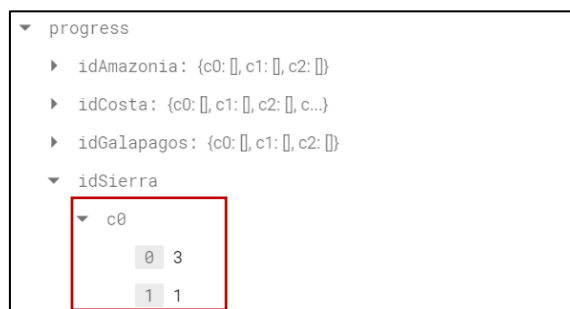 progress
idAmazonia: {c0: [], c1: [], c2: []}
idCosta: {c0: [], c1: [], c2: [], c...}
idGalapagos: {c0: [], c1: [], c2: []}
idSierra
c0
0 3
1 1